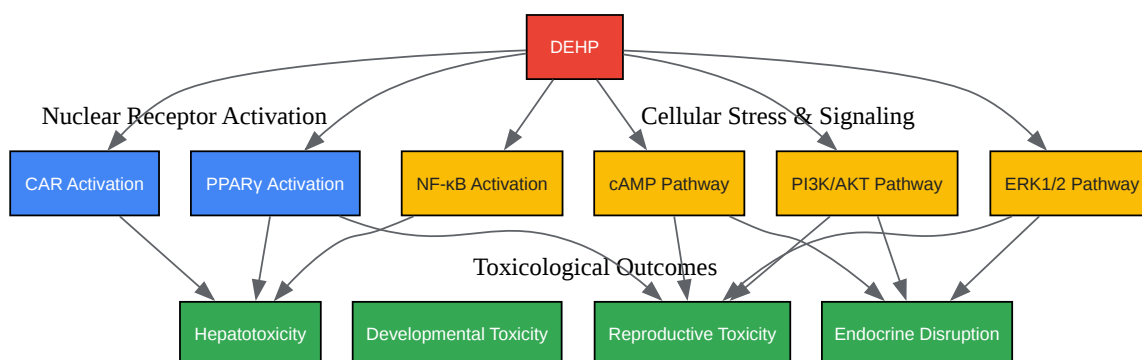 DEHP
Nuclear Receptor Activation
Cellular Stress & Signaling
CAR Activation
PPARγ Activation
NF-κB Activation
cAMP Pathway
PI3K/AKT Pathway
ERK1/2 Pathway
Toxicological Outcomes
Hepatotoxicity
Developmental Toxicity
Reproductive Toxicity
Endocrine Disruption